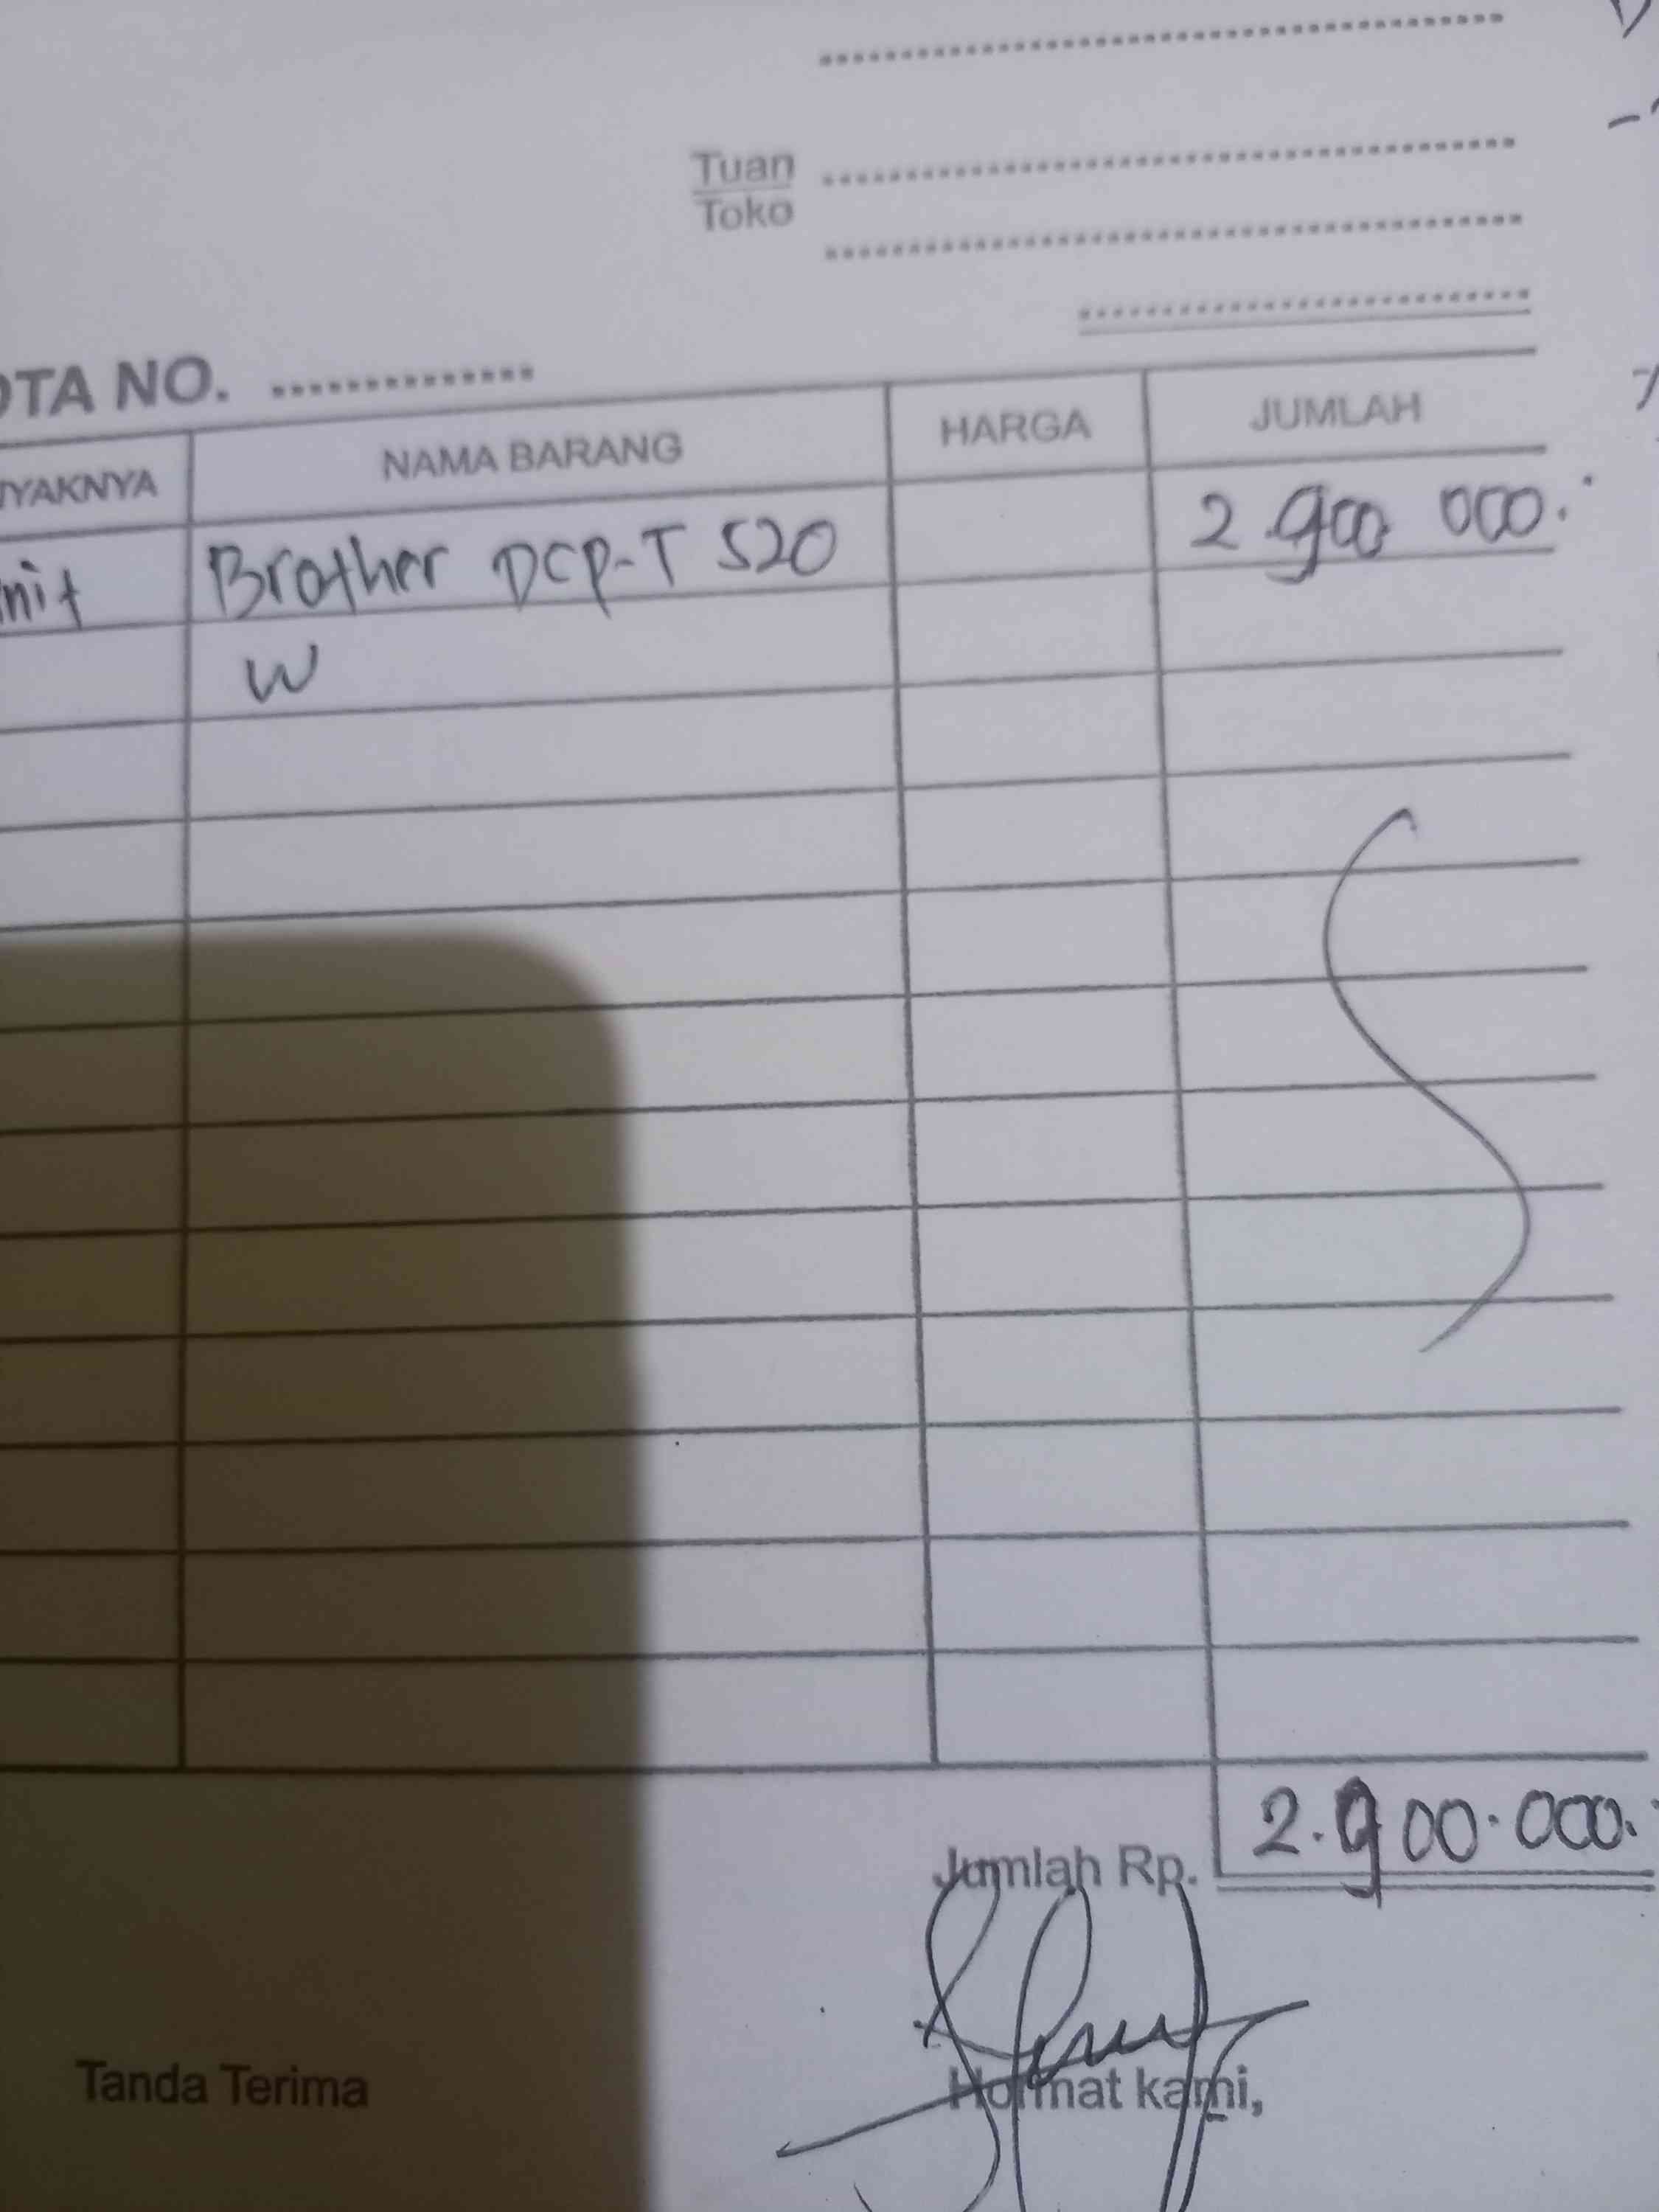 Tuan
Toko
OTA NO. ..............
YAKNYA NAMA BARANG HARGA JUMLAH
nit Brother DCP-T 520 2.900 000.
W
Jumlah Rp. 2.900.000.
Tanda Terima Hormat kami,